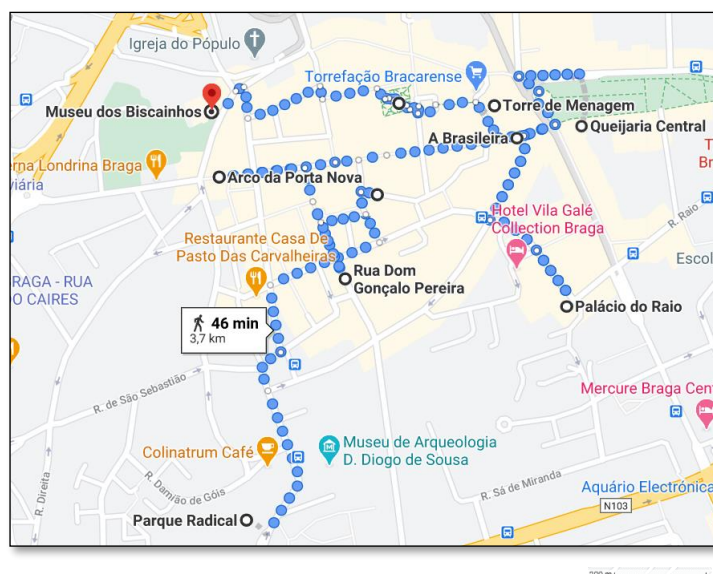 Igreja do Pópulo
Torrefação Bracarense
Museu dos Biscainhos
Torre de Menagem
A Brasileira
Queijaria Central
rna Londrina Braga
viária
Arco da Porta Nova
T
Br
Hotel Vila Galé
Collection Braga
R. Raio
Restaurante Casa De
Pasto Das Carvalheiras
Escol
RAGA - RUA
O CAIRES
Rua Dom
Gonçalo Pereira
Palácio do Raio
46 min
3,7 km
Mercure Braga Cent
R. de São Sebastião
Colinatrum Café
Museu de Arqueologia
D. Diogo de Sousa
R. Damião de Góis
R. Direita
R. Sá de Miranda
Aquário Electrónica
N103
Parque Radical